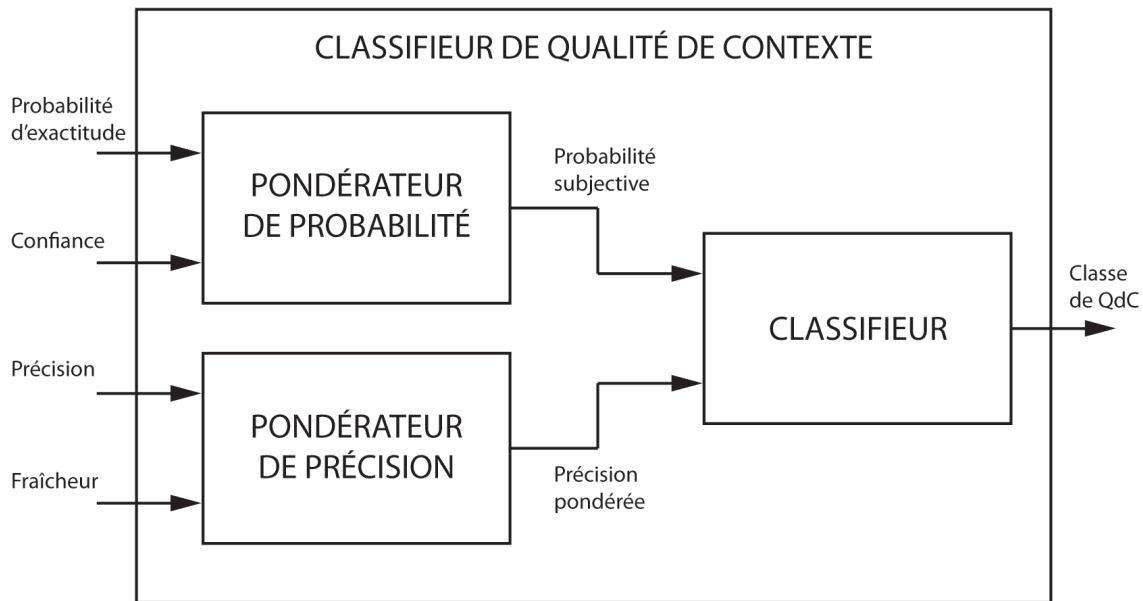 CLASSIFIEUR DE QUALITÉ DE CONTEXTE
Probabilité
d'exactitude
Confiance
PONDÉRATEUR
DE PROBABILITÉ
Probabilité
subjective
Précision
Fraîcheur
PONDÉRATEUR
DE PRÉCISION
Précision
pondérée
CLASSIFIEUR
Classe
de QdC